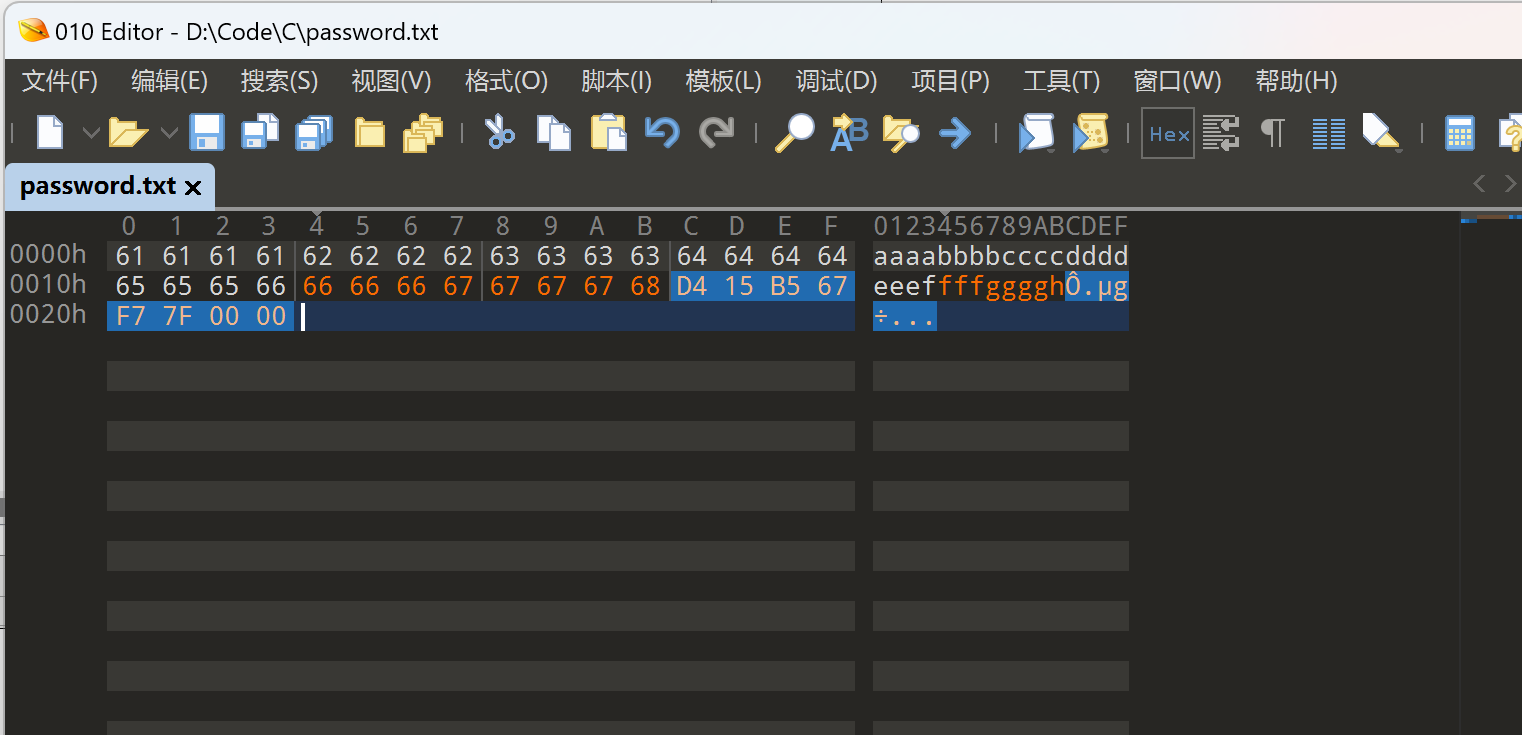 010 Editor - D:\Code\C\password.txt
文件(F) 编辑(E) 搜索(S) 视图(V) 格式(O) 脚本(I) 模板(L) 调试(D) 项目(P) 工具(T) 窗口(W) 帮助(H)
Hex
password.txt
0 1 2 3 4 5 6 7 8 9 A B C D E F 0123456789ABCDEF
0000h 61 61 61 61 62 62 62 62 63 63 63 63 64 64 64 64 aaaabbbbccccdddd
0010h 65 65 65 66 66 66 66 67 67 67 67 68 D4 15 B5 67 eeeffffgggghÔ.µg
0020h F7 7F 00 00 ÷...